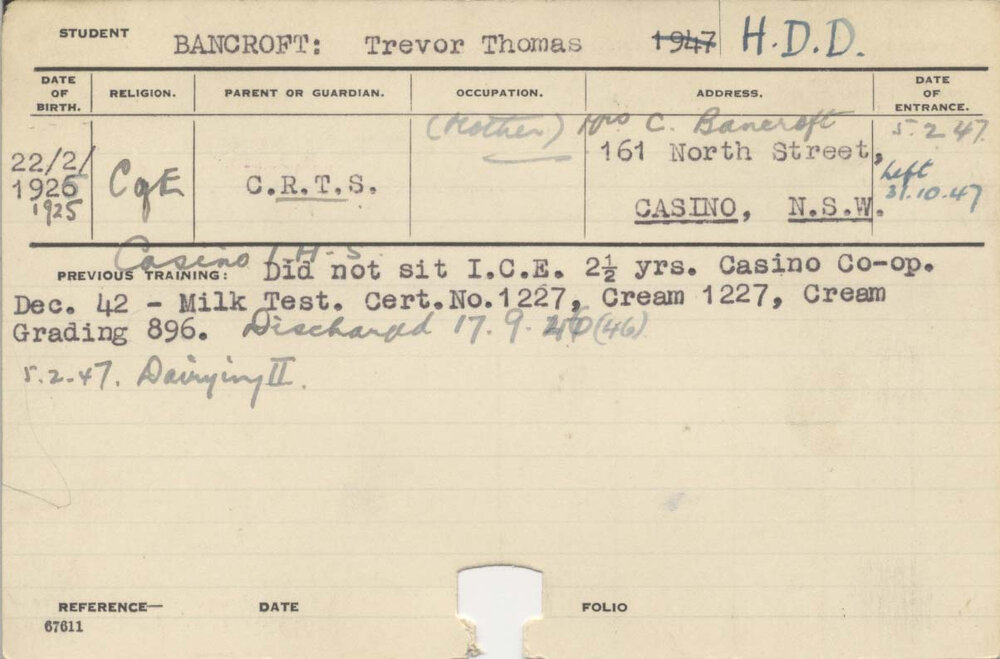 STUDENT BANCROFT: Trevor Thomas 1947 H.D.D.
DATE OF BIRTH. RELIGION. PARENT OR GUARDIAN. OCCUPATION. ADDRESS. DATE OF ENTRANCE.
(Mother) Mrs C. Bancroft 5.2 47.
22/2/ 161 North Street, Left
1926 C of E C.R.T.S. 31.10.47
1925 CASINO, N.S.W.
Casino I.H-S
PREVIOUS TRAINING: Did not sit I.C.E. 2½ yrs. Casino Co-op.
Dec. 42 - Milk Test. Cert.No.1227, Cream 1227, Cream
Grading 896. Discharged 17.9.46 (46)
5.2-47. Dairying II.
REFERENCE— DATE FOLIO
67611